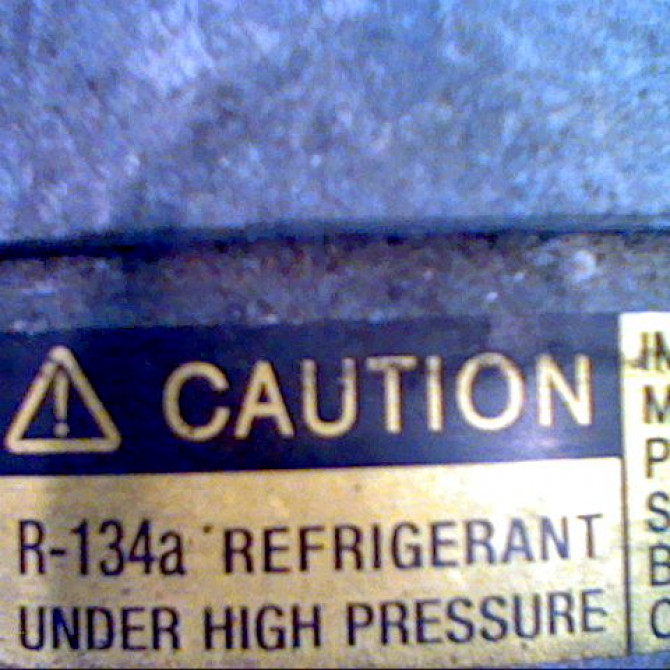 CAUTION
R-134a REFRIGERANT
UNDER HIGH PRESSURE